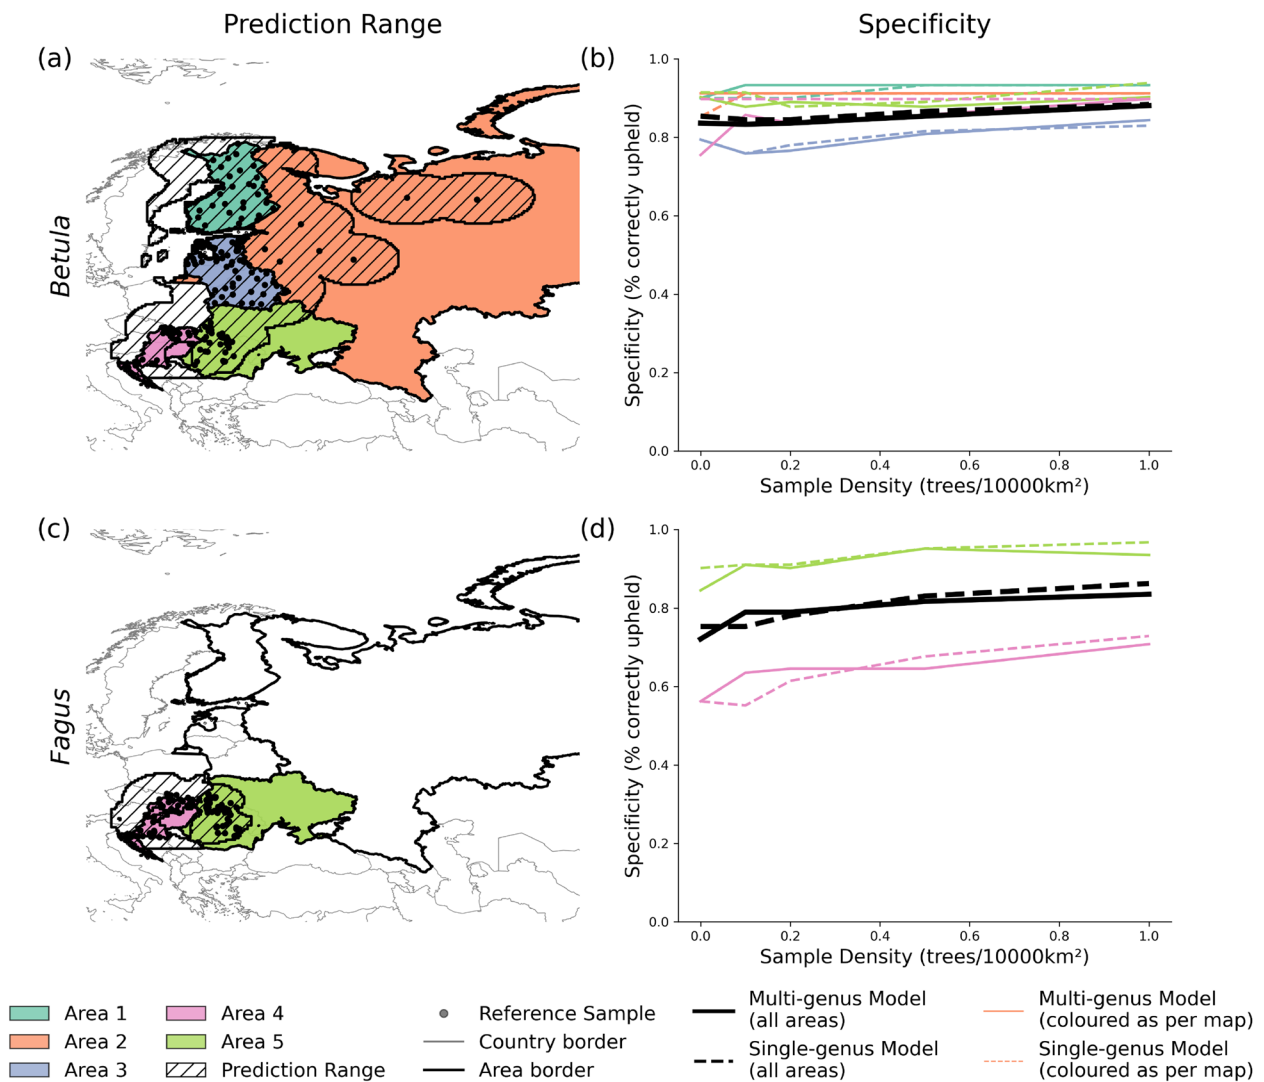 Prediction Range
Specificity
(a)
(b)
Betula
Specificity (% correctly upheld)
1.0
0.8
0.6
0.4
0.2
0.0
0.0 0.2 0.4 0.6 0.8 1.0
Sample Density (trees/10000km²)
(c)
(d)
Fagus
Specificity (% correctly upheld)
1.0
0.8
0.6
0.4
0.2
0.0
0.0 0.2 0.4 0.6 0.8 1.0
Sample Density (trees/10000km²)
Area 1
Area 2
Area 3
Area 4
Area 5
Prediction Range
Reference Sample
Country border
Area border
Multi-genus Model
(all areas)
Single-genus Model
(all areas)
Multi-genus Model
(coloured as per map)
Single-genus Model
(coloured as per map)